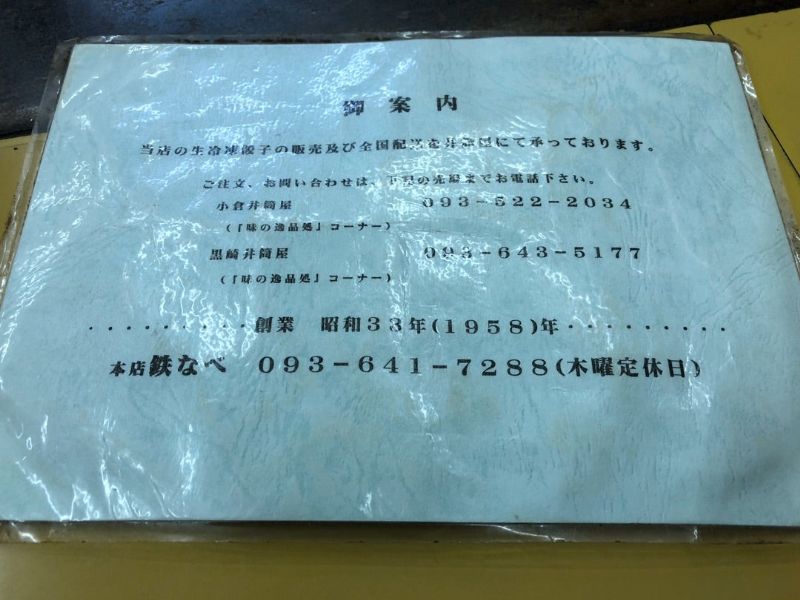 御案内
当店の生冷凍餃子の販売及び全国配送を井筒屋にて承っております。
ご注文、お問い合わせは、下記の売場までお電話下さい。
小倉井筒屋 093-522-2034
(『味の逸品処』コーナー)
黒崎井筒屋 093-643-5177
(『味の逸品処』コーナー)
・・・・・・・・・創業 昭和33年(1958)年・・・・・・・・・
本店 鉄なべ 093-641-7288(木曜定休日)